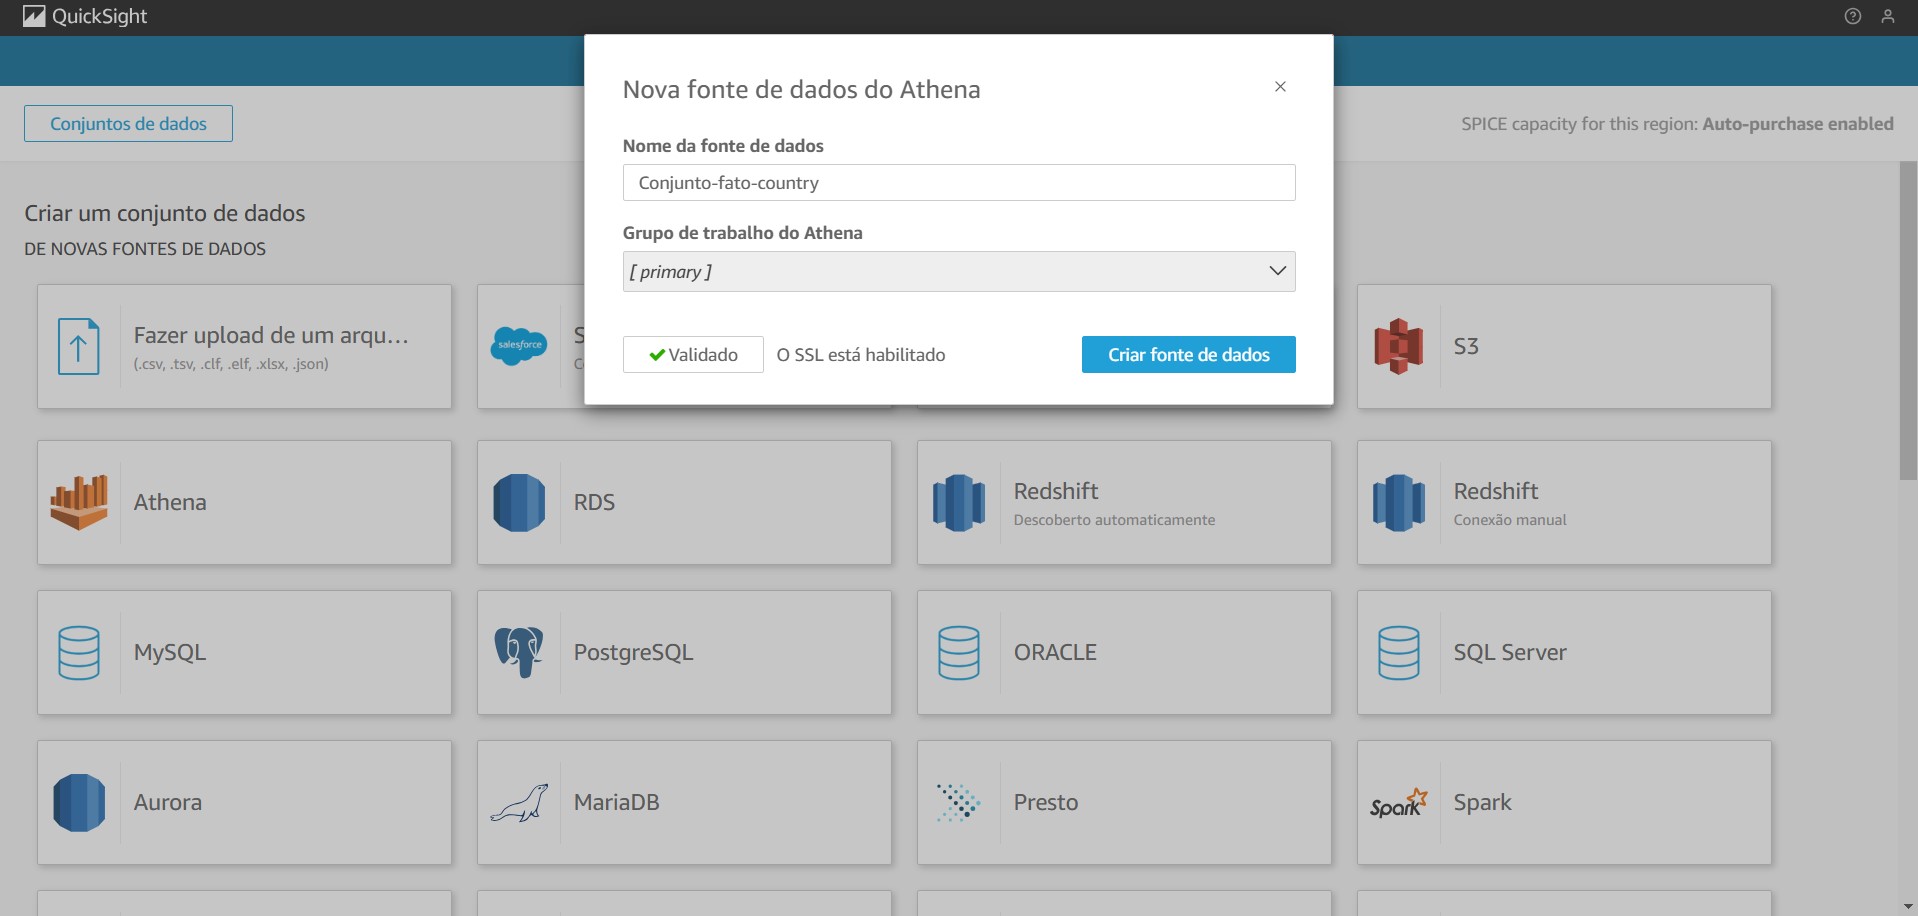 QuickSight
Nova fonte de dados do Athena
Nome da fonte de dados
Conjunto-fato-country
Grupo de trabalho do Athena
[ primary ]
Validado
O SSL está habilitado
Criar fonte de dados
Conjuntos de dados
SPICE capacity for this region: Auto-purchase enabled
Criar um conjunto de dados
DE NOVAS FONTES DE DADOS
Fazer upload de um arqu...
(.csv, .tsv, .clf, .elf, .xlsx, .json)
salesforce
S3
Athena
RDS
Redshift
Descoberto automaticamente
Redshift
Conexão manual
MySQL
PostgreSQL
ORACLE
SQL Server
Aurora
MariaDB
Presto
Spark
Spark